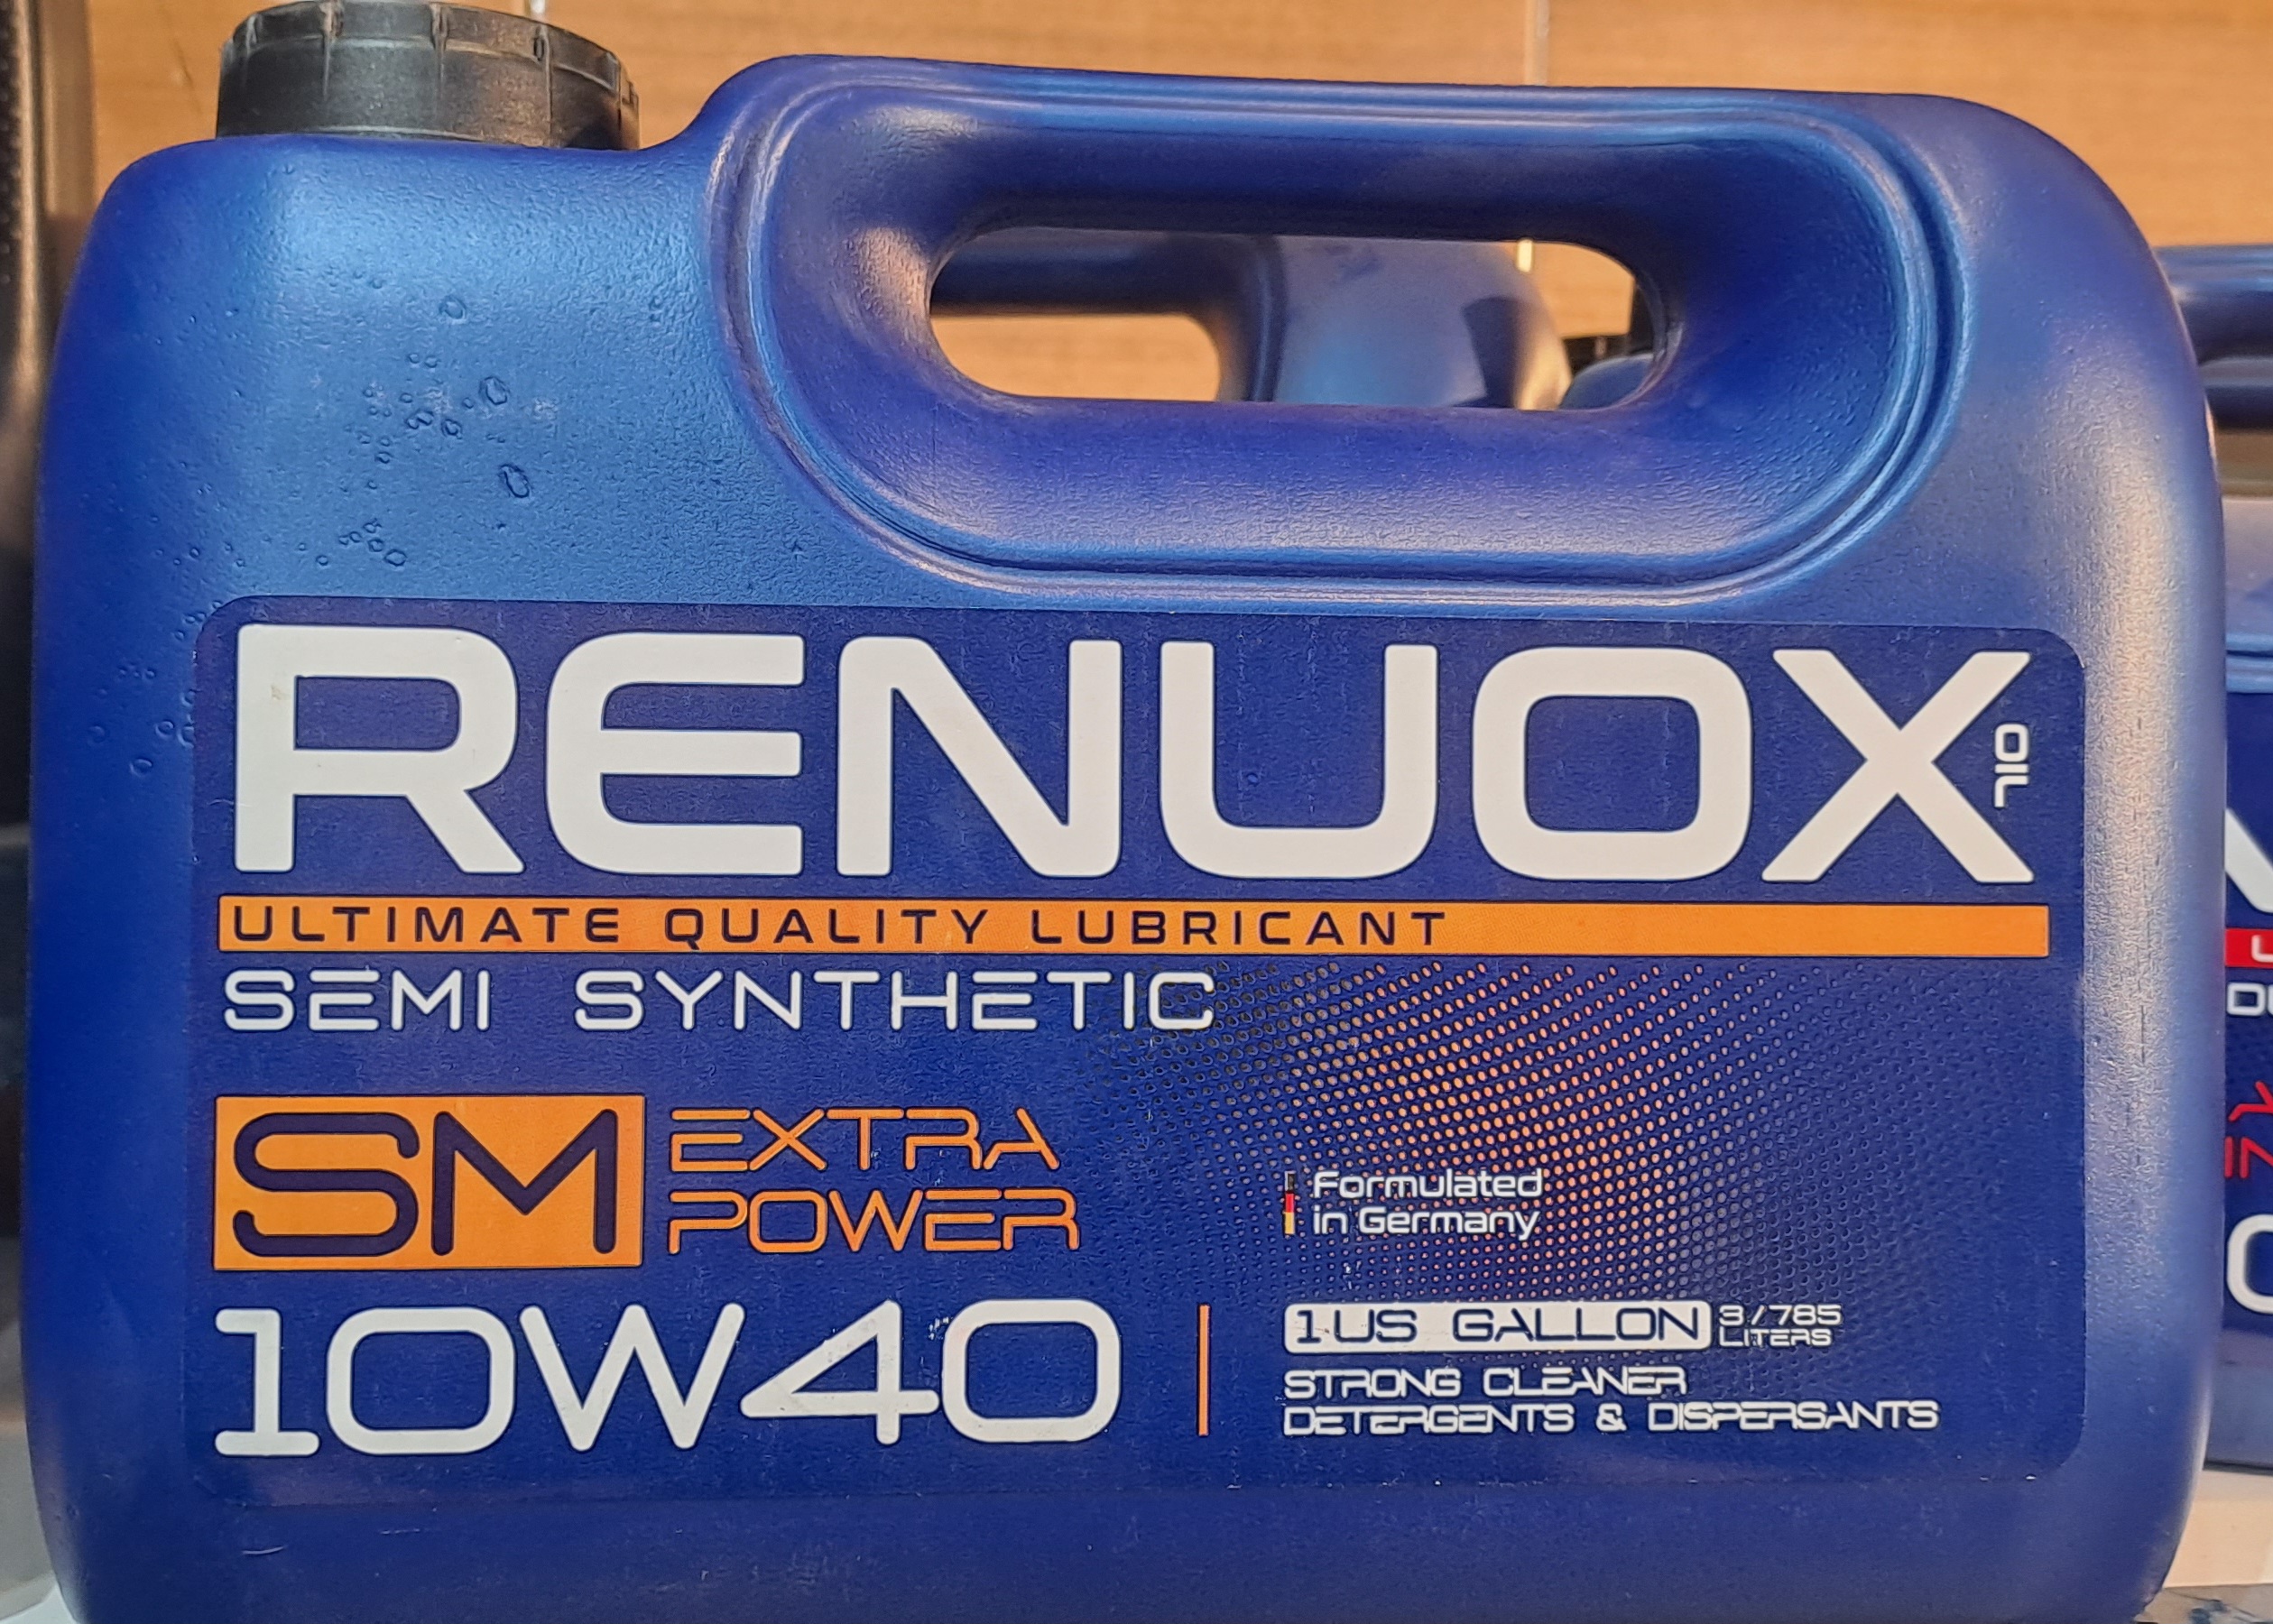 RENUOX
OIL
ULTIMATE QUALITY LUBRICANT
SEMI SYNTHETIC
SM EXTRA
POWER
Formulated
in Germany
10W40
1 US GALLON 3/785
LITERS
STRONG CLEANER
DETERGENTS & DISPERSANTS